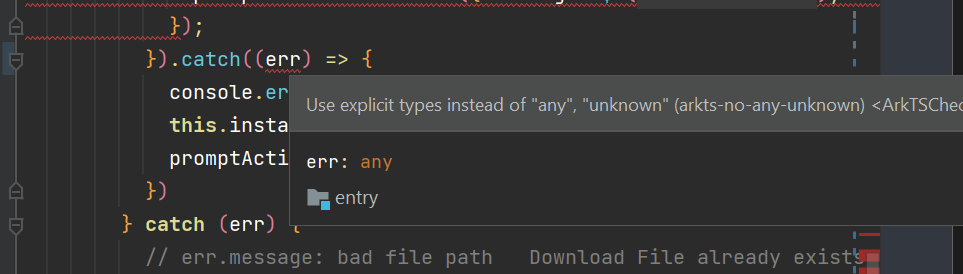 });
}).catch((err) => {
console.er
Use explicit types instead of "any", "unknown" (arkts-no-any-unknown) <ArkTSChec
this.insta
err: any
promptActi
entry
})
} catch (err) {
// err.message: bad file path   Download File already exists